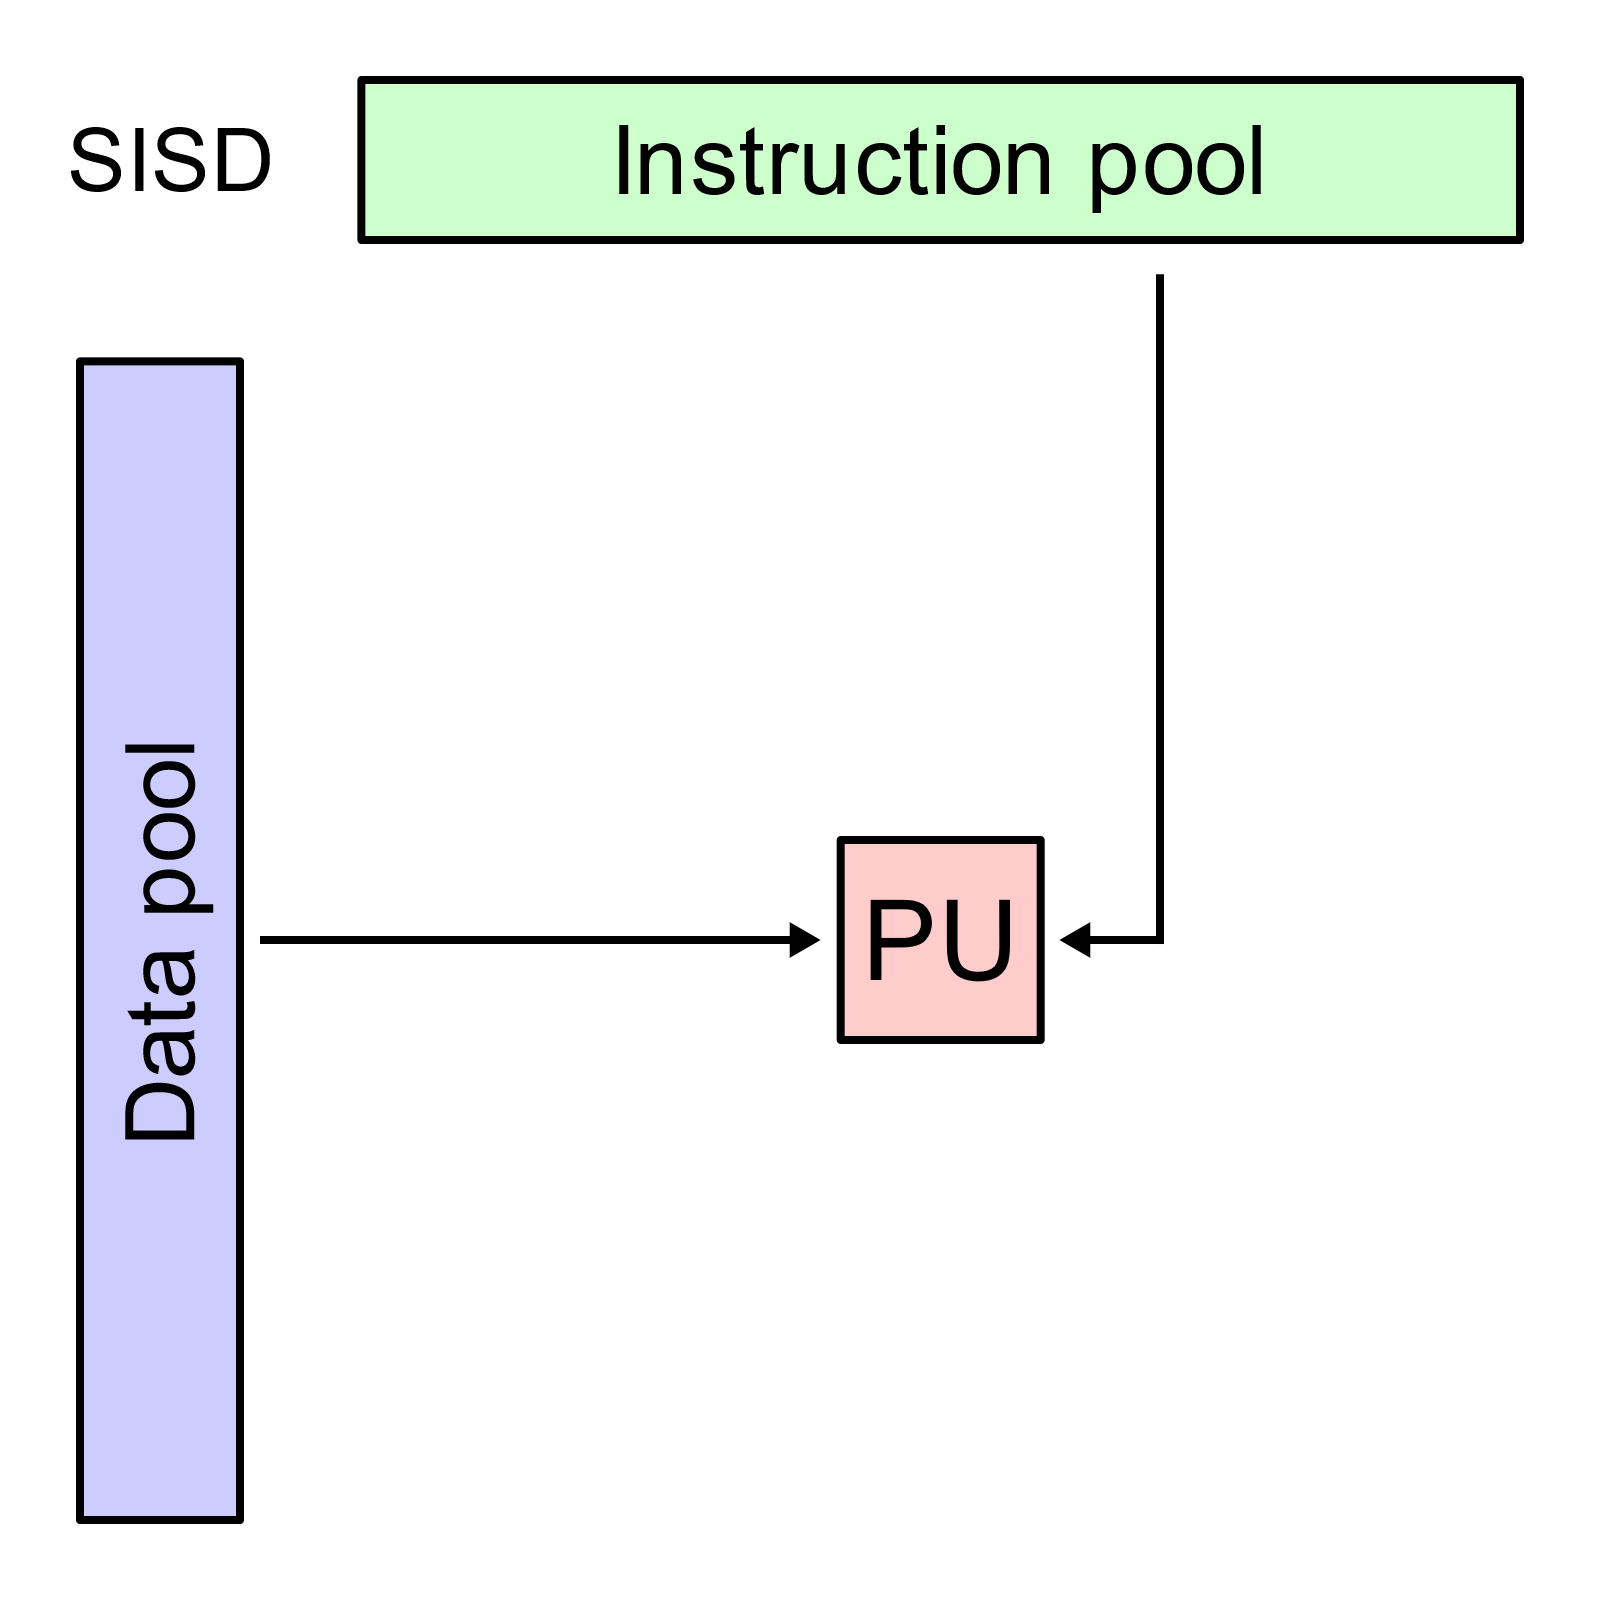 SISD
Instruction pool
Data pool
PU